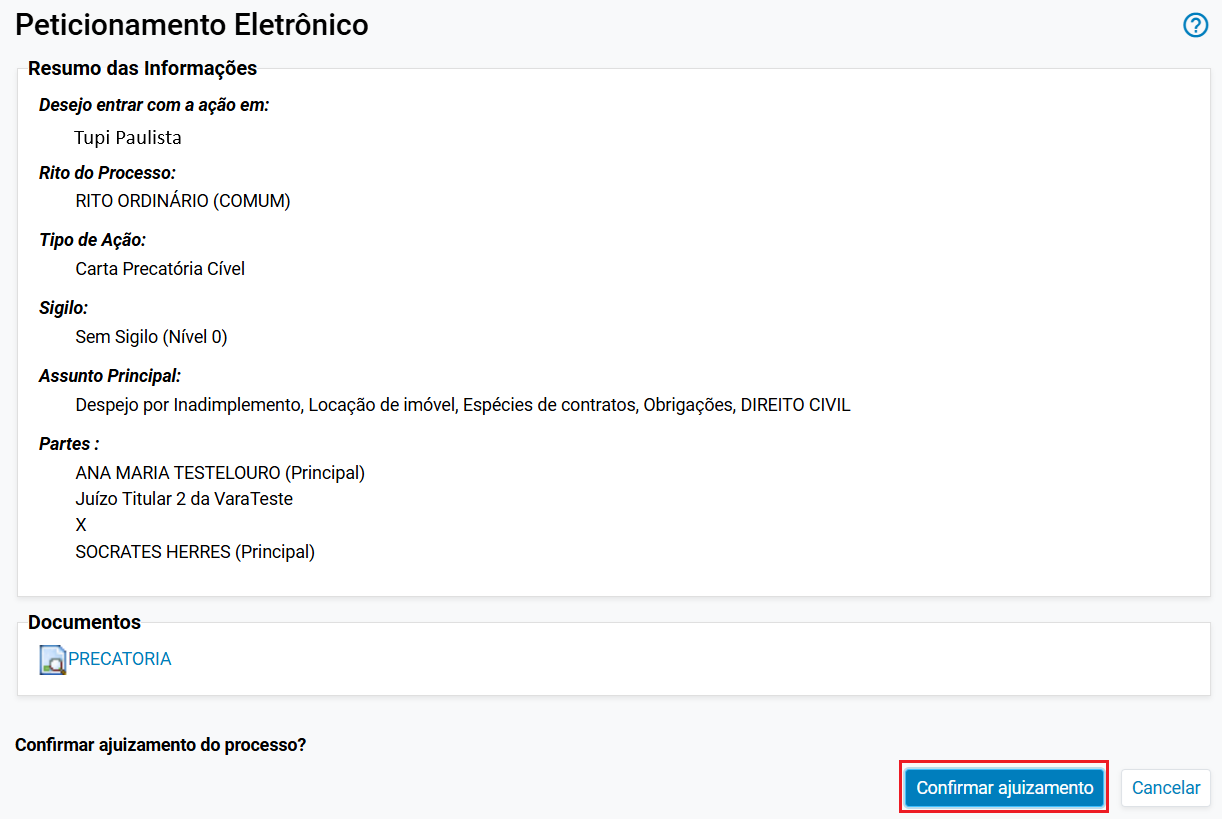 Peticionamento Eletrônico
?
Resumo das Informações
Desejo entrar com a ação em:
Tupi Paulista
Rito do Processo:
RITO ORDINÁRIO (COMUM)
Tipo de Ação:
Carta Precatória Cível
Sigilo:
Sem Sigilo (Nível 0)
Assunto Principal:
Despejo por Inadimplemento, Locação de imóvel, Espécies de contratos, Obrigações, DIREITO CIVIL
Partes :
ANA MARIA TESTELOURO (Principal)
Juízo Titular 2 da VaraTeste
X
SOCRATES HERRES (Principal)
Documentos
PRECATORIA
Confirmar ajuizamento do processo?
Confirmar ajuizamento Cancelar